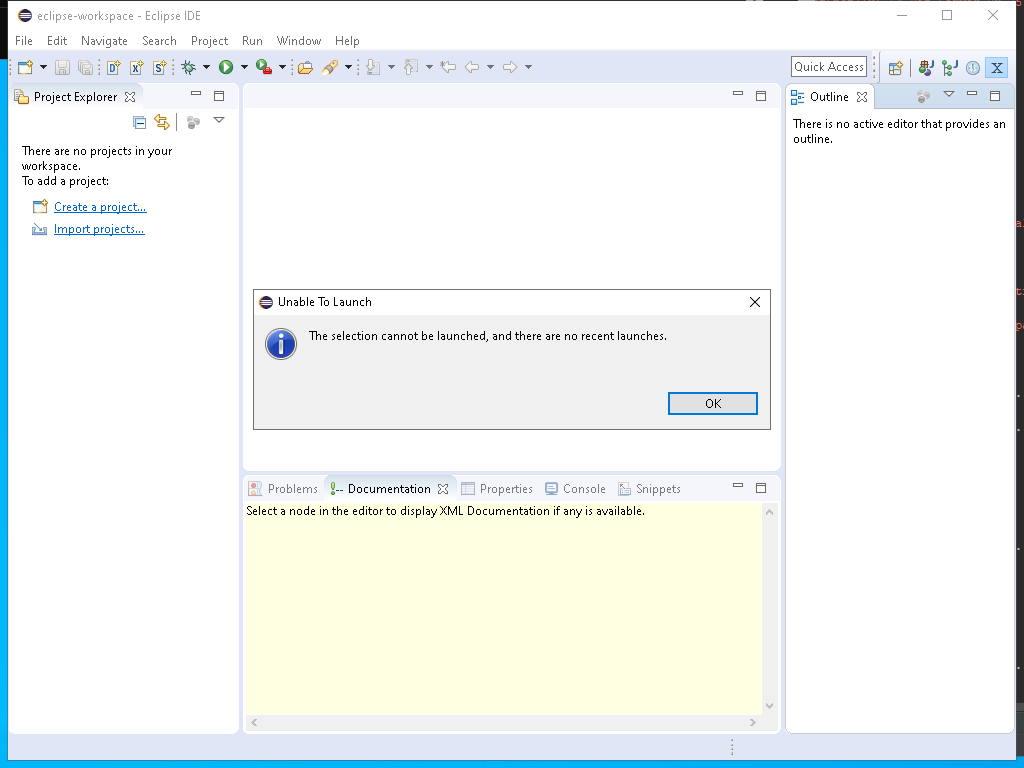 eclipse-workspace - Eclipse IDE
File Edit Navigate Search Project Run Window Help
Quick Access
Project Explorer
Outline
There are no projects in your
workspace.
To add a project:
Create a project...
Import projects...
There is no active editor that provides an
outline.
Unable To Launch
The selection cannot be launched, and there are no recent launches.
OK
Problems Documentation Properties Console Snippets
Select a node in the editor to display XML Documentation if any is available.